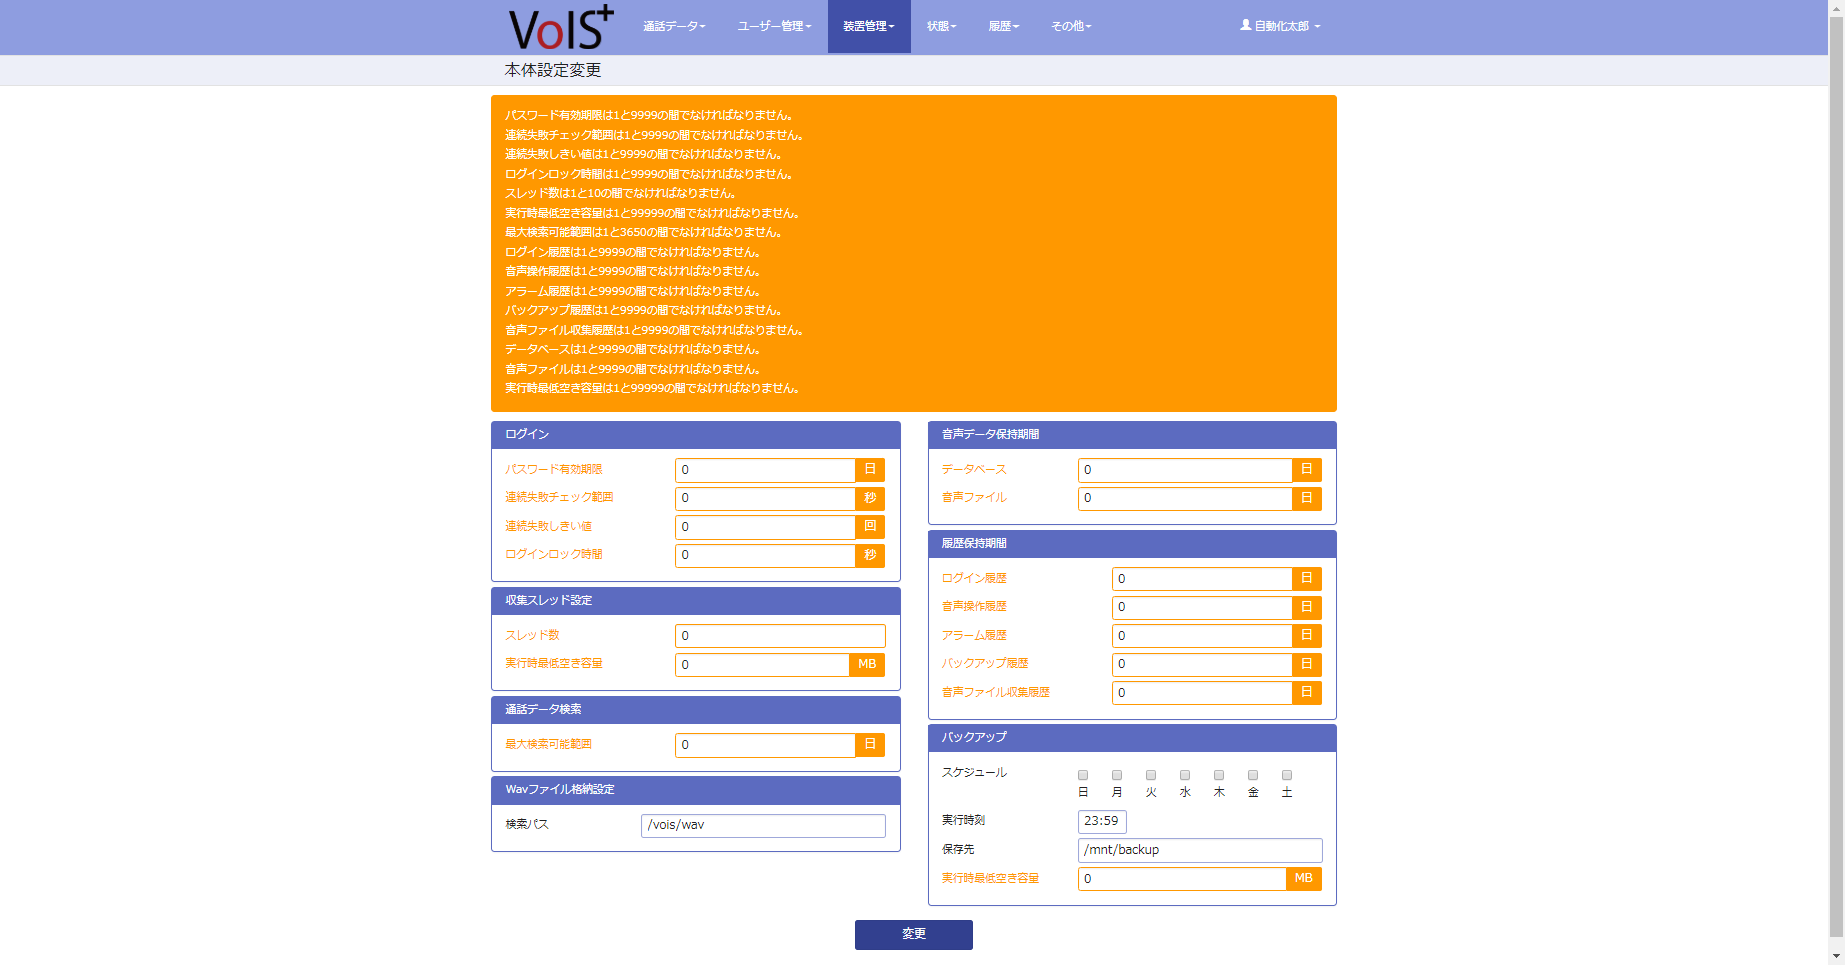 VoIS+
通話データ
ユーザー管理
装置管理
状態
履歴
その他
自動化太郎
本体設定変更
パスワード有効期限は1と9999の間でなければなりません。
連続失敗チェック範囲は1と9999の間でなければなりません。
連続失敗しきい値は1と9999の間でなければなりません。
ログインロック時間は1と9999の間でなければなりません。
スレッド数は1と10の間でなければなりません。
実行時最低空き容量は1と99999の間でなければなりません。
最大検索可能範囲は1と3650の間でなければなりません。
ログイン履歴は1と9999の間でなければなりません。
音声操作履歴は1と9999の間でなければなりません。
アラーム履歴は1と9999の間でなければなりません。
バックアップ履歴は1と9999の間でなければなりません。
音声ファイル収集履歴は1と9999の間でなければなりません。
データベースは1と9999の間でなければなりません。
音声ファイルは1と9999の間でなければなりません。
実行時最低空き容量は1と99999の間でなければなりません。
ログイン
パスワード有効期限 0 日
連続失敗チェック範囲 0 秒
連続失敗しきい値 0 回
ログインロック時間 0 秒
収集スレッド設定
スレッド数 0
実行時最低空き容量 0 MB
通話データ検索
最大検索可能範囲 0 日
Wavファイル格納設定
検索パス /vois/wav
音声データ保持期間
データベース 0 日
音声ファイル 0 日
履歴保持期間
ログイン履歴 0 日
音声操作履歴 0 日
アラーム履歴 0 日
バックアップ履歴 0 日
音声ファイル収集履歴 0 日
バックアップ
スケジュール
日 月 火 水 木 金 土
実行時刻 23:59
保存先 /mnt/backup
実行時最低空き容量 0 MB
変更